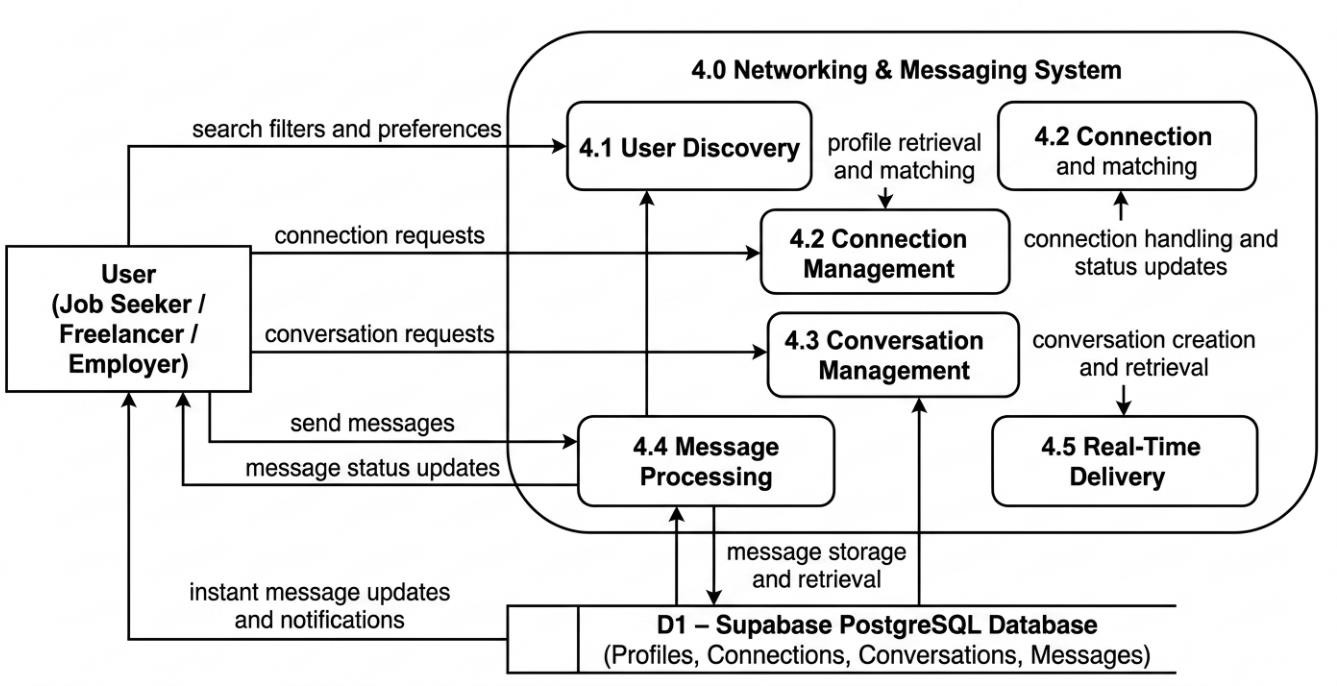 4.0 Networking & Messaging System
search filters and preferences
4.1 User Discovery
profile retrieval
and matching
4.2 Connection
and matching
connection requests
4.2 Connection
Management
connection handling and
status updates
User
(Job Seeker /
Freelancer /
Employer)
conversation requests
4.3 Conversation
Management
conversation creation
and retrieval
send messages
message status updates
4.4 Message
Processing
4.5 Real-Time
Delivery
message storage
and retrieval
instant message updates
and notifications
D1 – Supabase PostgreSQL Database
(Profiles, Connections, Conversations, Messages)